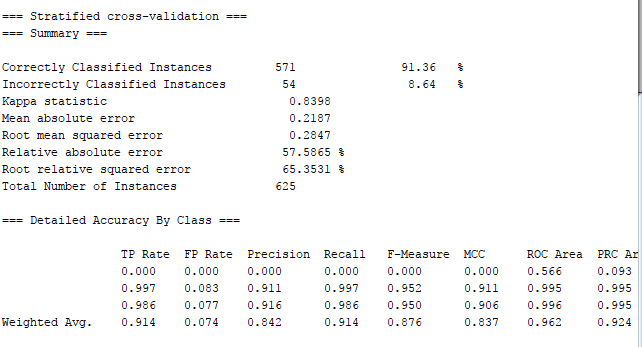 === Stratified cross-validation ===
=== Summary ===
Correctly Classified Instances 571 91.36 %
Incorrectly Classified Instances 54 8.64 %
Kappa statistic 0.8398
Mean absolute error 0.2187
Root mean squared error 0.2847
Relative absolute error 57.5865 %
Root relative squared error 65.3531 %
Total Number of Instances 625
=== Detailed Accuracy By Class ===
TP Rate FP Rate Precision Recall F-Measure MCC ROC Area PRC Ar
0.000 0.000 0.000 0.000 0.000 0.000 0.566 0.093
0.997 0.083 0.911 0.997 0.952 0.911 0.995 0.995
0.986 0.077 0.916 0.986 0.950 0.906 0.996 0.995
Weighted Avg. 0.914 0.074 0.842 0.914 0.876 0.837 0.962 0.924